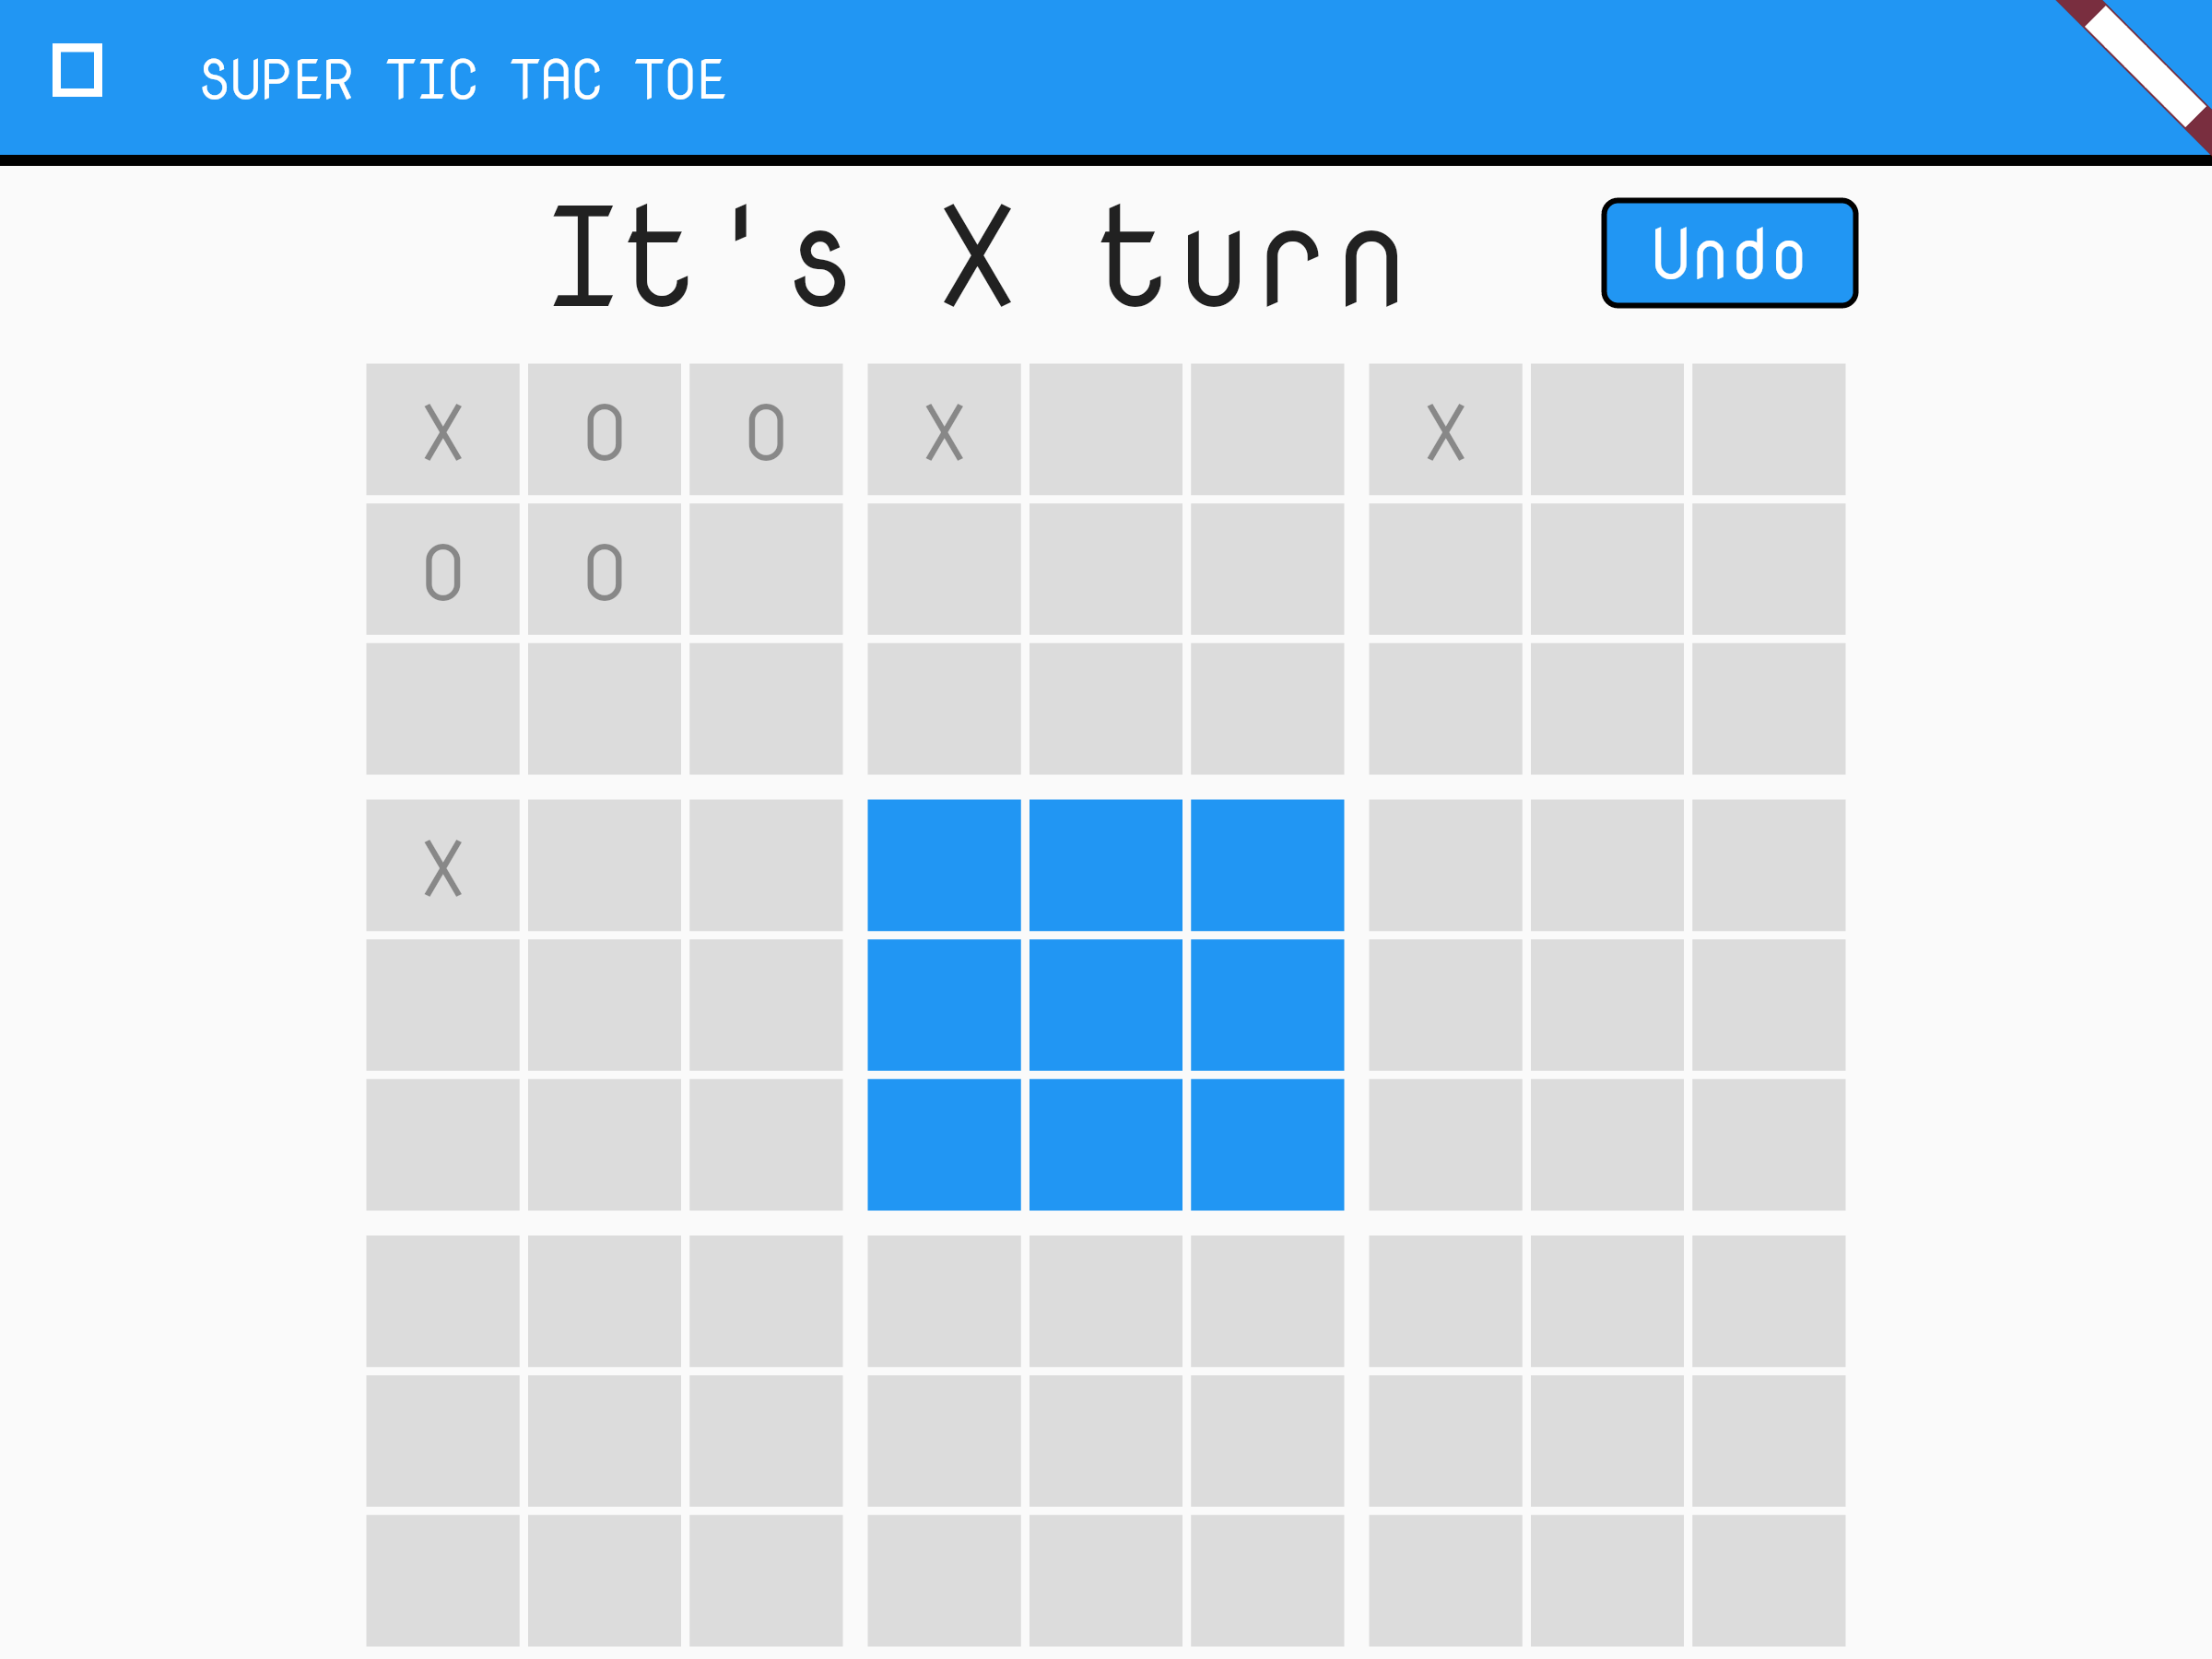 SUPER TIC TAC TOE
It's X turn
Undo
X O O X X
O O
X